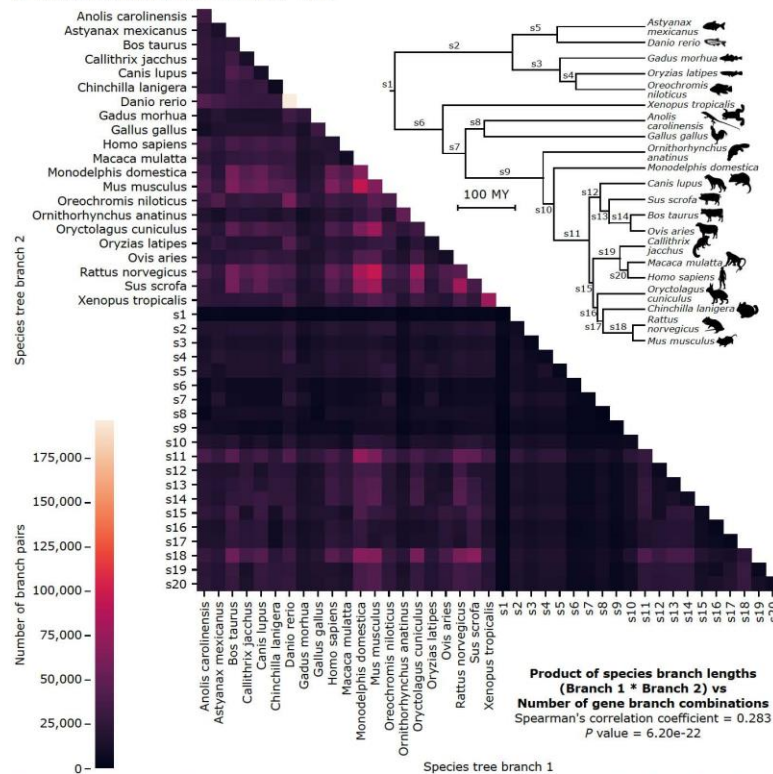 Anolis carolinensis
Astyanax mexicanus
Bos taurus
Callithrix jacchus
Canis lupus
Chinchilla lanigera
Danio rerio
Gadus morhua
Gallus gallus
Homo sapiens
Macaca mulatta
Monodelphis domestica
Mus musculus
Oreochromis niloticus
Ornithorhynchus anatinus
Oryctolagus cuniculus
Oryzias latipes
Ovis aries
Rattus norvegicus
Sus scrofa
Xenopus tropicalis
s1
s2
s3
s4
s5
s6
s7
s8
s9
s10
s11
s12
s13
s14
s15
s16
s17
s18
s19
s20
Species tree branch 2
Astyanax
mexicanus
Danio rerio
Gadus morhua
Oryzias latipes
Oreochromis
niloticus
Xenopus tropicalis
Anolis
carolinensis
Gallus gallus
Ornithorhynchus
anatinus
Monodelphis domestica
Canis lupus
Sus scrofa
Bos taurus
Ovis aries
Callithrix
jacchus
Macaca mulatta
Homo sapiens
Oryctolagus
cuniculus
Chinchilla lanigera
Rattus
norvegicus
Mus musculus
s1
s2
s5
s3
s4
s6
s8
s7
s9
s10
s11
s12
s13
s14
s19
s20
s15
s16
s17
s18
100 MY
Number of branch pairs
175,000
150,000
125,000
100,000
75,000
50,000
25,000
0
Anolis carolinensis
Astyanax mexicanus
Bos taurus
Callithrix jacchus
Canis lupus
Chinchilla lanigera
Danio rerio
Gadus morhua
Gallus gallus
Homo sapiens
Macaca mulatta
Monodelphis domestica
Mus musculus
Oreochromis niloticus
Ornithorhynchus anatinus
Oryctolagus cuniculus
Oryzias latipes
Ovis aries
Rattus norvegicus
Sus scrofa
Xenopus tropicalis
s1
s2
s3
s4
s5
s6
s7
s8
s9
s10
s11
s12
s13
s14
s15
s16
s17
s18
s19
s20
Species tree branch 1
Product of species branch lengths
(Branch 1 * Branch 2) vs
Number of gene branch combinations
Spearman's correlation coefficient = 0.283
P value = 6.20e-22